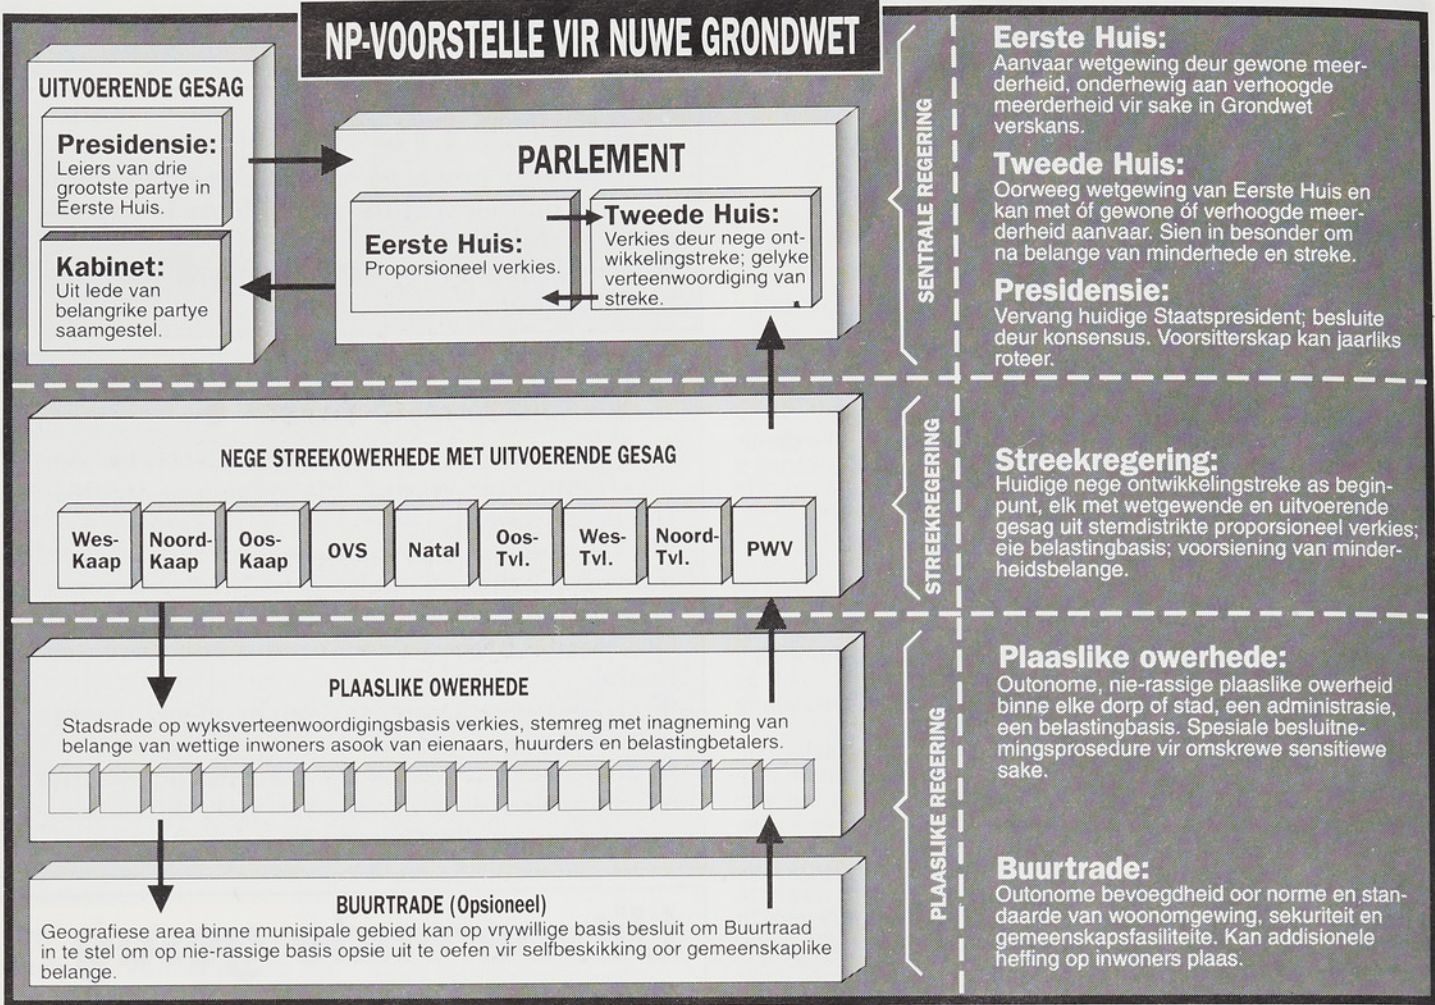 NP-VOORSTELLE VIR NUWE GRONDWET
UITVOERENDE GESAG
Presidensie:
Leiers van drie
grootste partye in
Eerste Huis.
Kabinet:
Uit lede van
belangrike partye
saamgestel.
PARLEMENT
Eerste Huis:
Proporsioneel verkies.
Tweede Huis:
Verkies deur nege ont-
wikkelingstreke; gelyke
verteenwoordiging van
streke.
SENTRALE REGERING
Eerste Huis:
Aanvaar wetgewing deur gewone meer-
derheid, onderhewig aan verhoogde
meerderheid vir sake in Grondwet
verskans.
Tweede Huis:
Oorweeg wetgewing van Eerste Huis en
kan met óf gewone óf verhoogde meer-
derheid aanvaar. Sien in besonder om
na belange van minderhede en streke.
Presidensie:
Vervang huidige Staatspresident; besluite
deur konsensus. Voorsitterskap kan jaarliks
roteer.
NEGE STREEKOWERHEDE MET UITVOERENDE GESAG
Wes-
Kaap
Noord-
Kaap
Oos-
Kaap
OVS
Natal
Oos-
Tvl.
Wes-
Tvl.
Noord-
Tvl.
PWV
STREEKREGERING
Streekregering:
Huidige nege ontwikkelingstreke as begin-
punt, elk met wetgewende en uitvoerende
gesag uit stemdistrikte proporsioneel verkies;
eie belastingbasis; voorsiening van minder-
heidsbelange.
PLAASLIKE OWERHEDE
Stadsrade op wyksverteenwoordigingsbasis verkies, stemreg met inagneming van
belange van wettige inwoners asook van eienaars, huurders en belastingbetalers.
BUURTRADE (Opsioneel)
Geografiese area binne munisipale gebied kan op vrywillige basis besluit om Buurtraad
in te stel om op nie-rassige basis opsie uit te oefen vir selfbeskikking oor gemeenskaplike
belange.
PLAASLIKE REGERING
Plaaslike owerhede:
Outonome, nie-rassige plaaslike owerheid
binne elke dorp of stad, een administrasie,
een belastingbasis. Spesiale besluitne-
mingsprosedure vir omskrewe sensitiewe
sake.
Buurtrade:
Outonome bevoegdheid oor norme en stan-
daarde van woonomgewing, sekuriteit en
gemeenskapsfasiliteite. Kan addisionele
heffing op inwoners plaas.